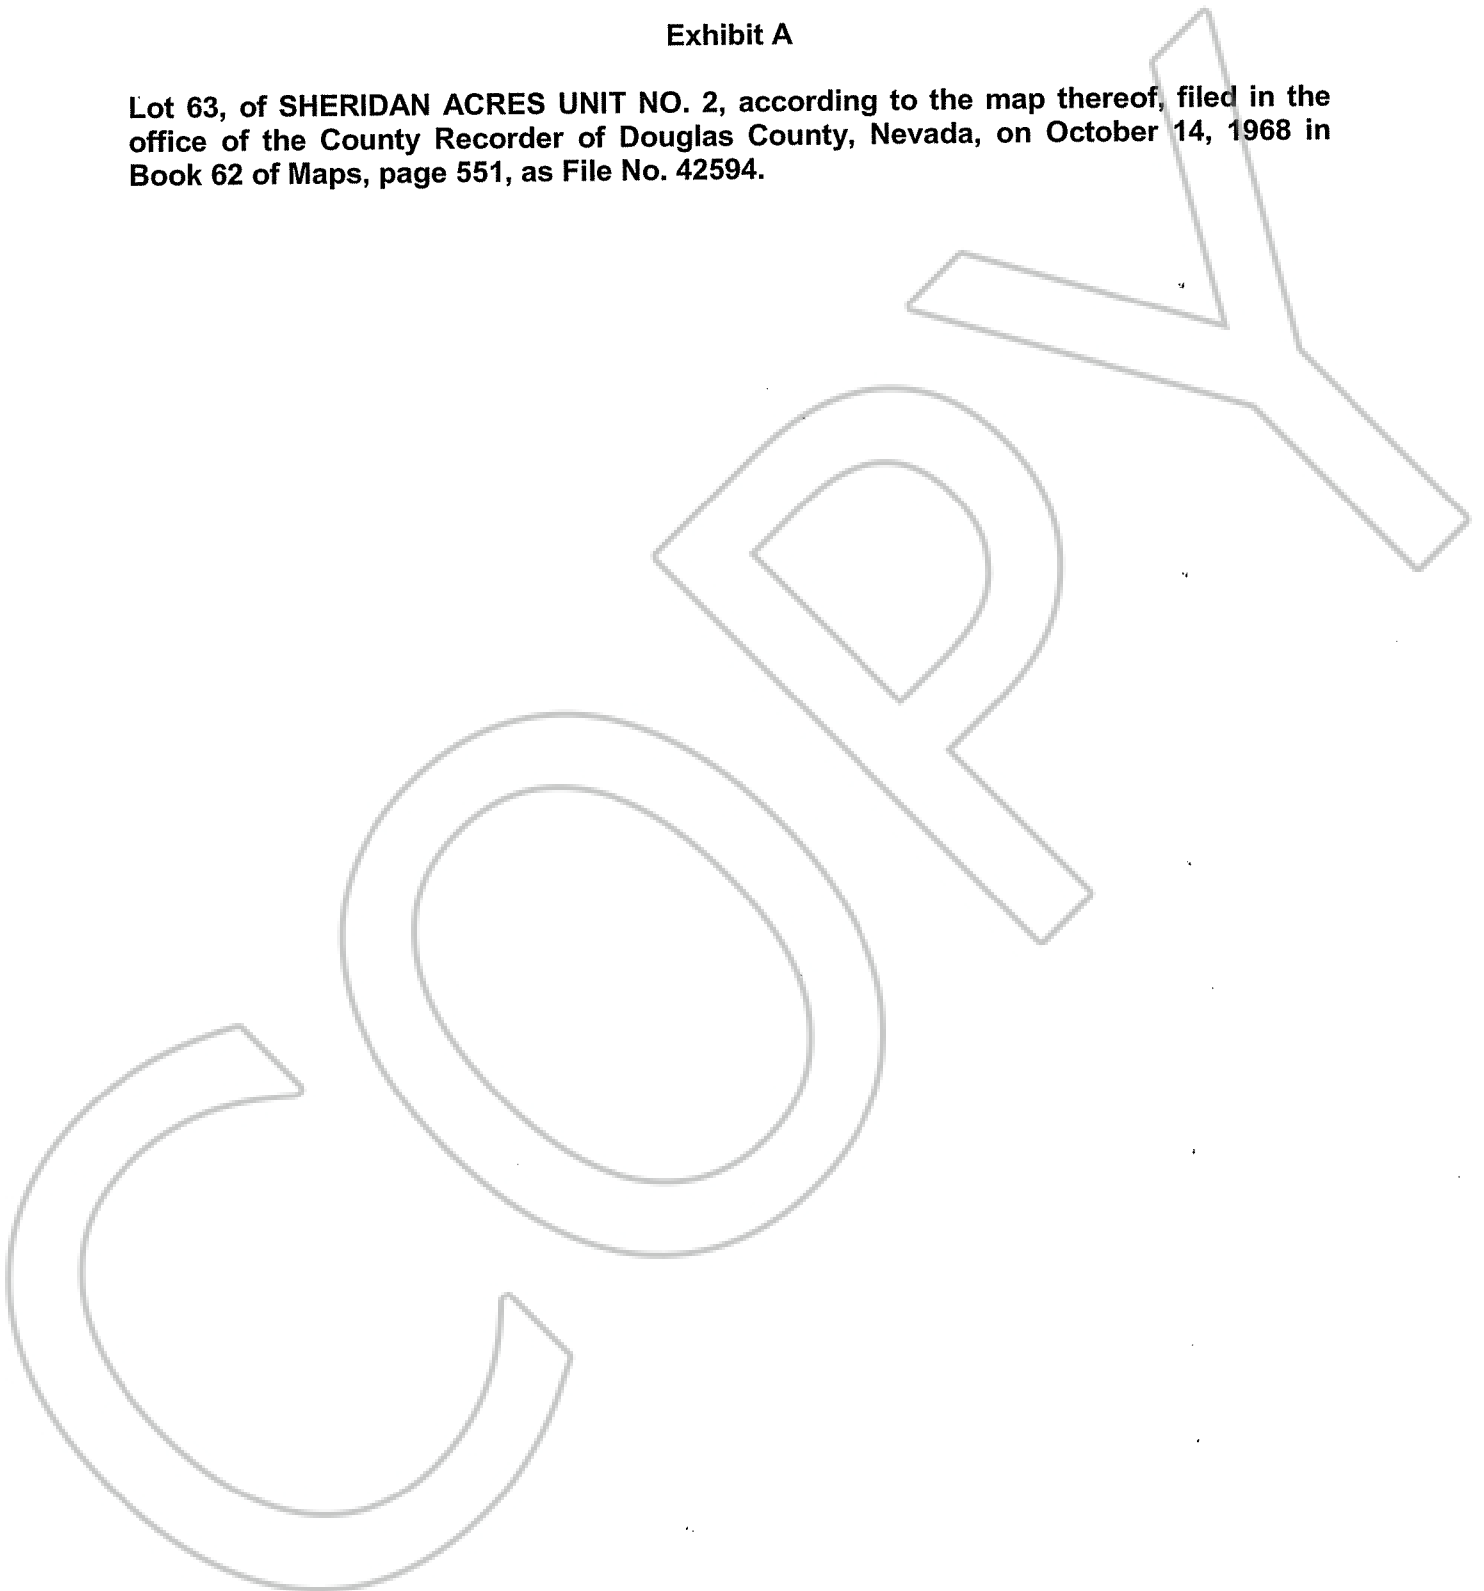 Exhibit A
Lot 63, of SHERIDAN ACRES UNIT NO. 2, according to the map thereof, filed in the
office of the County Recorder of Douglas County, Nevada, on October 14, 1968 in
Book 62 of Maps, page 551, as File No. 42594.
COPY